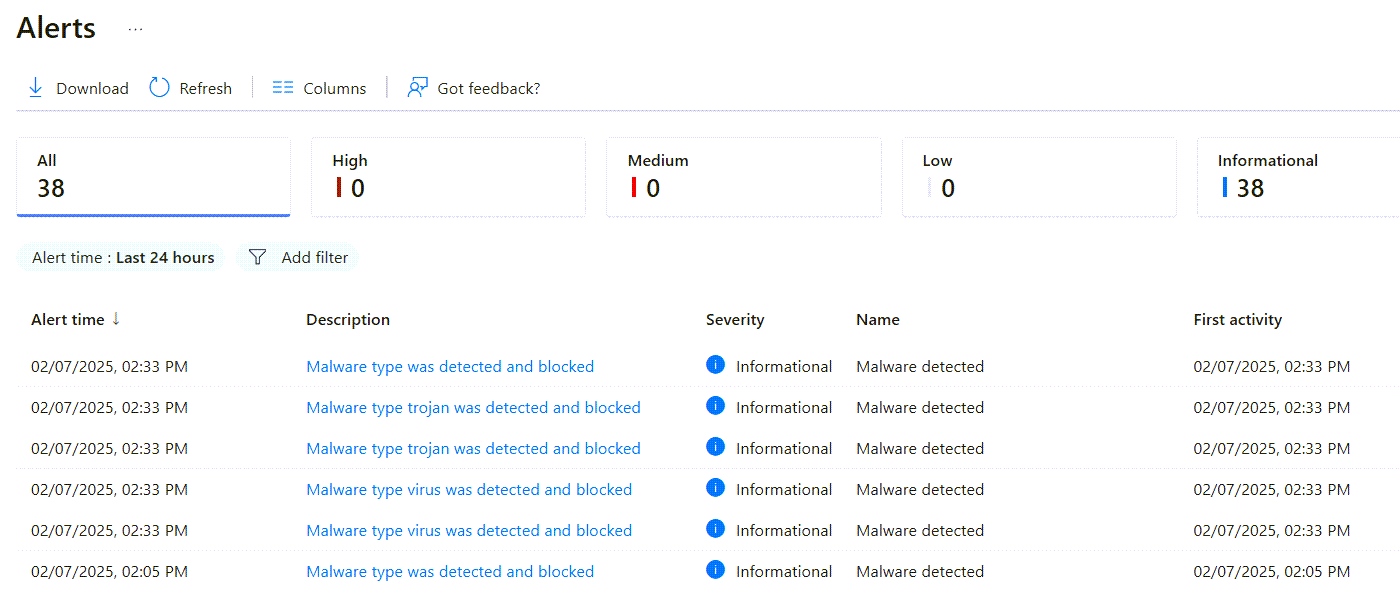 Alerts ...
Download Refresh Columns Got feedback?
All High Medium Low Informational
38 0 0 0 38
Alert time : Last 24 hours Add filter
Alert time ↓ Description Severity Name First activity
02/07/2025, 02:33 PM Malware type was detected and blocked Informational Malware detected 02/07/2025, 02:33 PM
02/07/2025, 02:33 PM Malware type trojan was detected and blocked Informational Malware detected 02/07/2025, 02:33 PM
02/07/2025, 02:33 PM Malware type trojan was detected and blocked Informational Malware detected 02/07/2025, 02:33 PM
02/07/2025, 02:33 PM Malware type virus was detected and blocked Informational Malware detected 02/07/2025, 02:33 PM
02/07/2025, 02:33 PM Malware type virus was detected and blocked Informational Malware detected 02/07/2025, 02:33 PM
02/07/2025, 02:05 PM Malware type was detected and blocked Informational Malware detected 02/07/2025, 02:05 PM